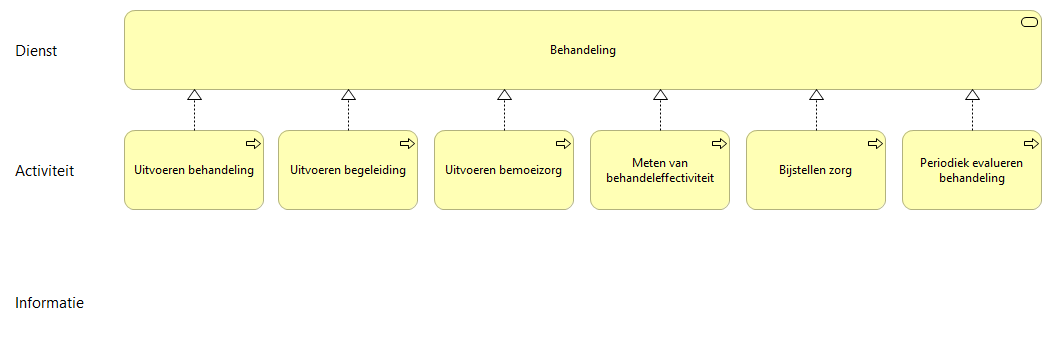 Dienst
Behandeling
Activiteit
Uitvoeren behandeling
Uitvoeren begeleiding
Uitvoeren bemoeizorg
Meten van
behandeleffectiviteit
Bijstellen zorg
Periodiek evalueren
behandeling
Informatie